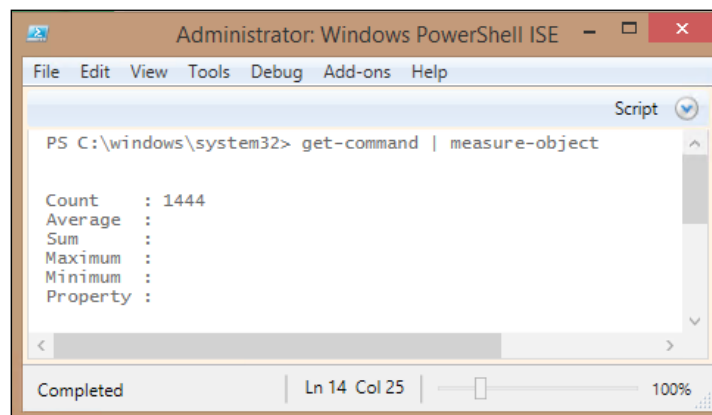 Administrator: Windows PowerShell ISE
File Edit View Tools Debug Add-ons Help
Script
PS C:\windows\system32> get-command | measure-object
Count    : 1444
Average  :
Sum      :
Maximum  :
Minimum  :
Property :
Completed Ln 14 Col 25 100%